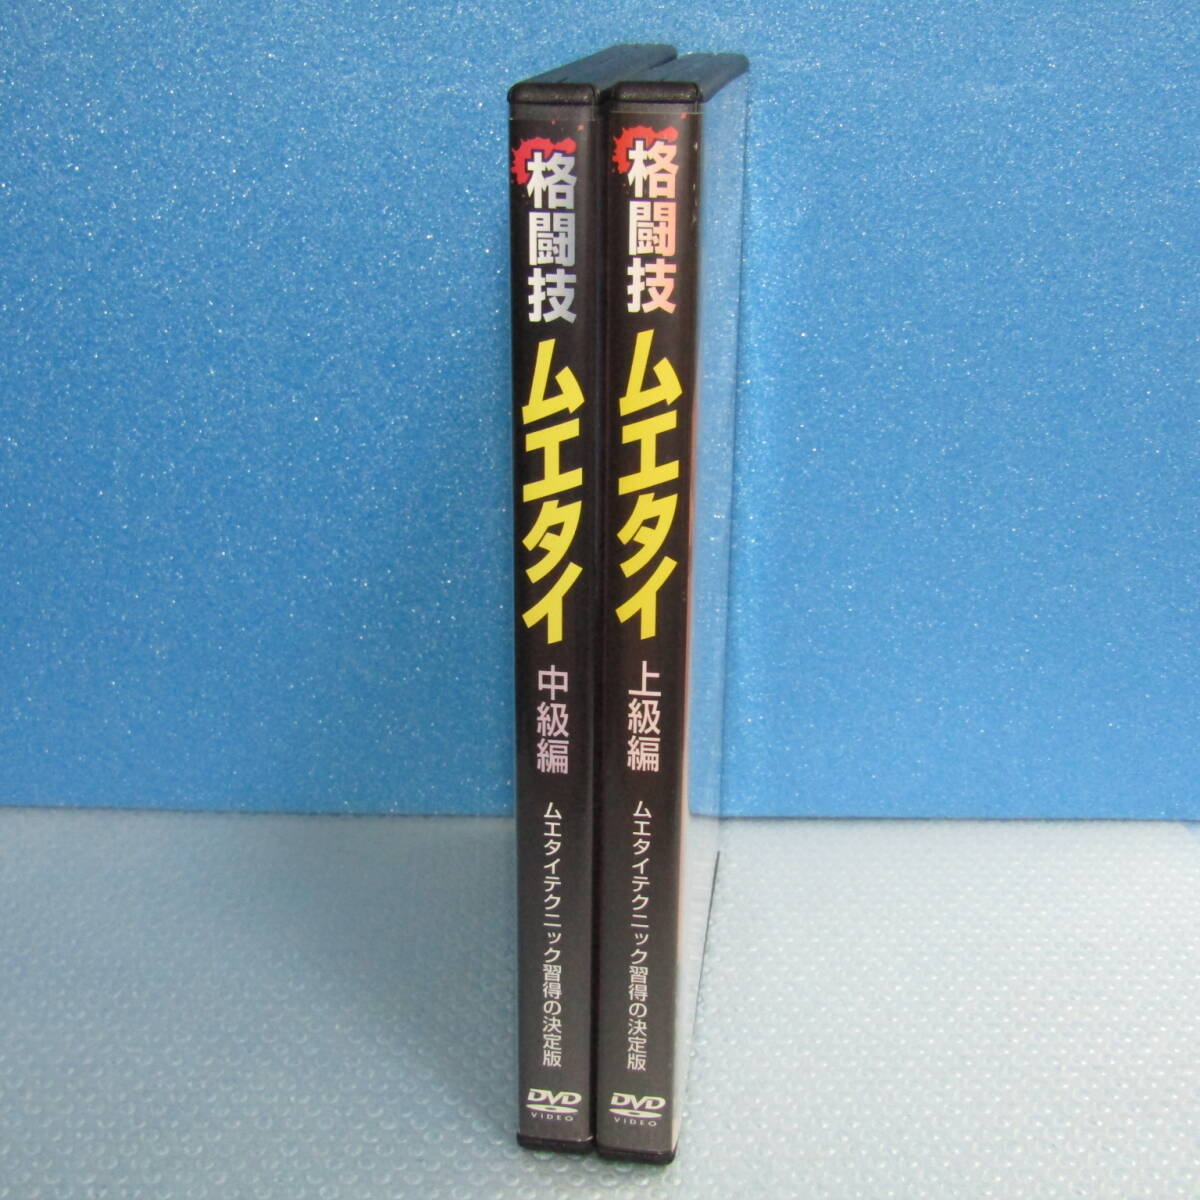 格闘技
ムエタイ
中級編
ムエタイテクニック習得の決定版
DVD
VIDEO
格闘技
ムエタイ
上級編
ムエタイテクニック習得の決定版
DVD
VIDEO